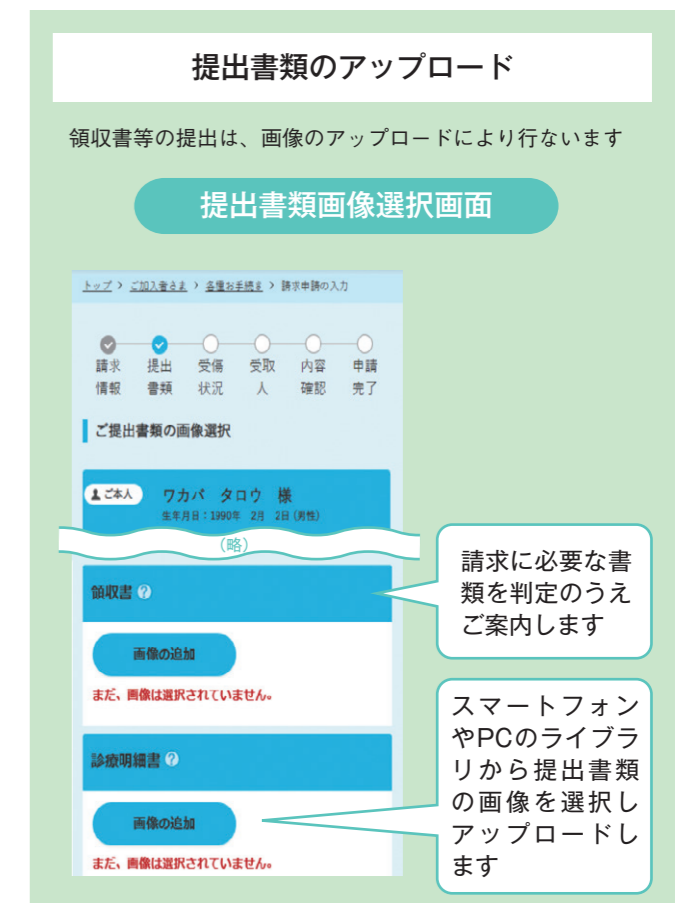 提出書類のアップロード
領収書等の提出は、画像のアップロードにより行ないます
提出書類画像選択画面
トップ > ご加入者さま > 各種お手続き > 請求申請の入力
請求 提出 受傷 受取 内容 申請
情報 書類 状況 人 確認 完了
ご提出書類の画像選択
ご本人 ワカバ タロウ 様
生年月日：1990年 2月 2日 (男性)
(略)
領収書 ?
画像の追加
まだ、画像は選択されていません。
請求に必要な書
類を判定のうえ
ご案内します
診療明細書 ?
画像の追加
まだ、画像は選択されていません。
スマートフォン
やPCのライブラ
リから提出書類
の画像を選択し
アップロードし
ます